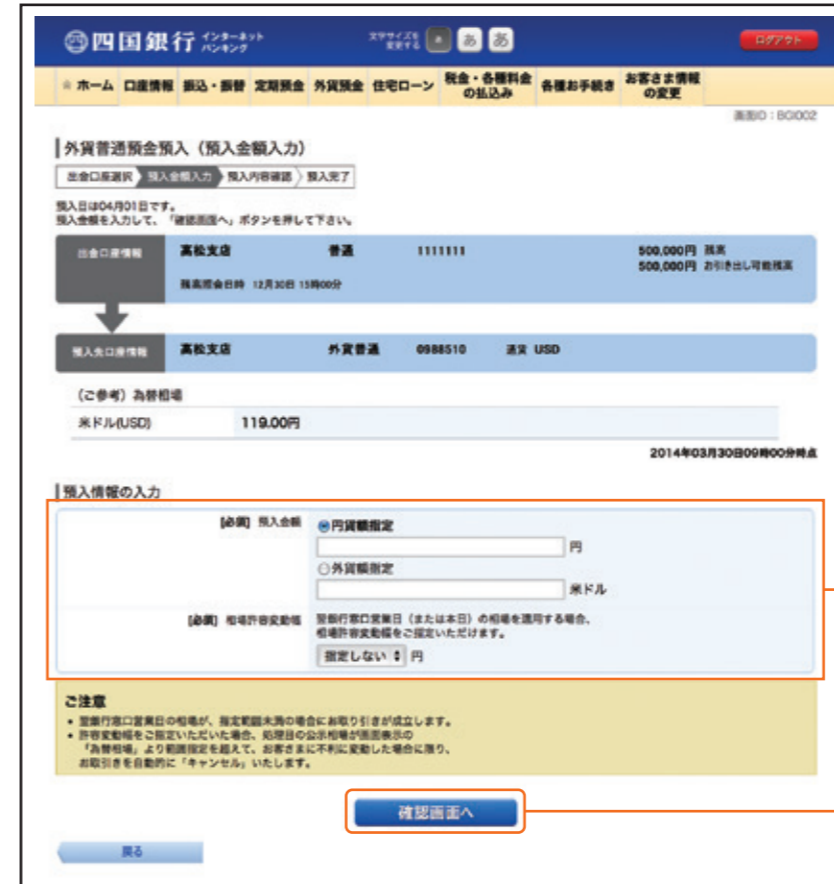 四国銀行 インターネットバンキング
文字サイズを変更する あ あ あ
ログアウト
ホーム 口座情報 振込・振替 定期預金 外貨預金 住宅ローン 税金・各種料金の払込み 各種お手続き お客さま情報の変更
画面ID：BGI002
外貨普通預金預入（預入金額入力）
出金口座選択 預入金額入力 預入内容確認 預入完了
預入日は04月01日です。
預入金額を入力して、「確認画面へ」ボタンを押して下さい。
出金口座情報 高松支店 普通 1111111 500,000円 残高
500,000円 お引き出し可能残高
残高照会日時 12月30日 15時00分
預入先口座情報 高松支店 外貨普通 0988510 通貨 USD
（ご参考）為替相場
米ドル(USD) 119.00円
2014年03月30日09時00分時点
預入情報の入力
[必須] 預入金額 円貨額指定
円
外貨額指定
米ドル
[必須] 相場許容変動幅 翌銀行窓口営業日（または本日）の相場を適用する場合、
相場許容変動幅をご指定いただけます。
指定しない 円
ご注意
• 翌銀行窓口営業日の相場が、指定範囲未満の場合にお取り引きが成立します。
• 許容変動幅をご指定いただいた場合、処理日の公示相場が画面表示の
「為替相場」より範囲指定を超えて、お客さまに不利に変動した場合に限り、
お取引きを自動的に「キャンセル」いたします。
確認画面へ
戻る